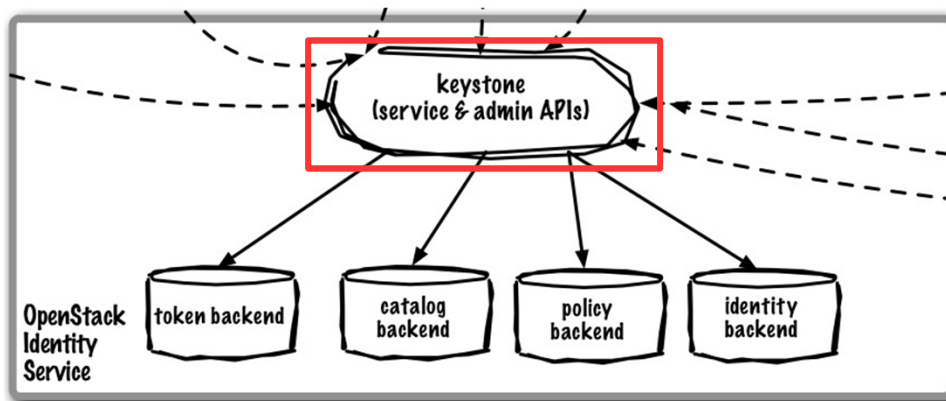 keystone
(service & admin APIs)
token backend
catalog
backend
policy
backend
identity
backend
OpenStack
Identity
Service